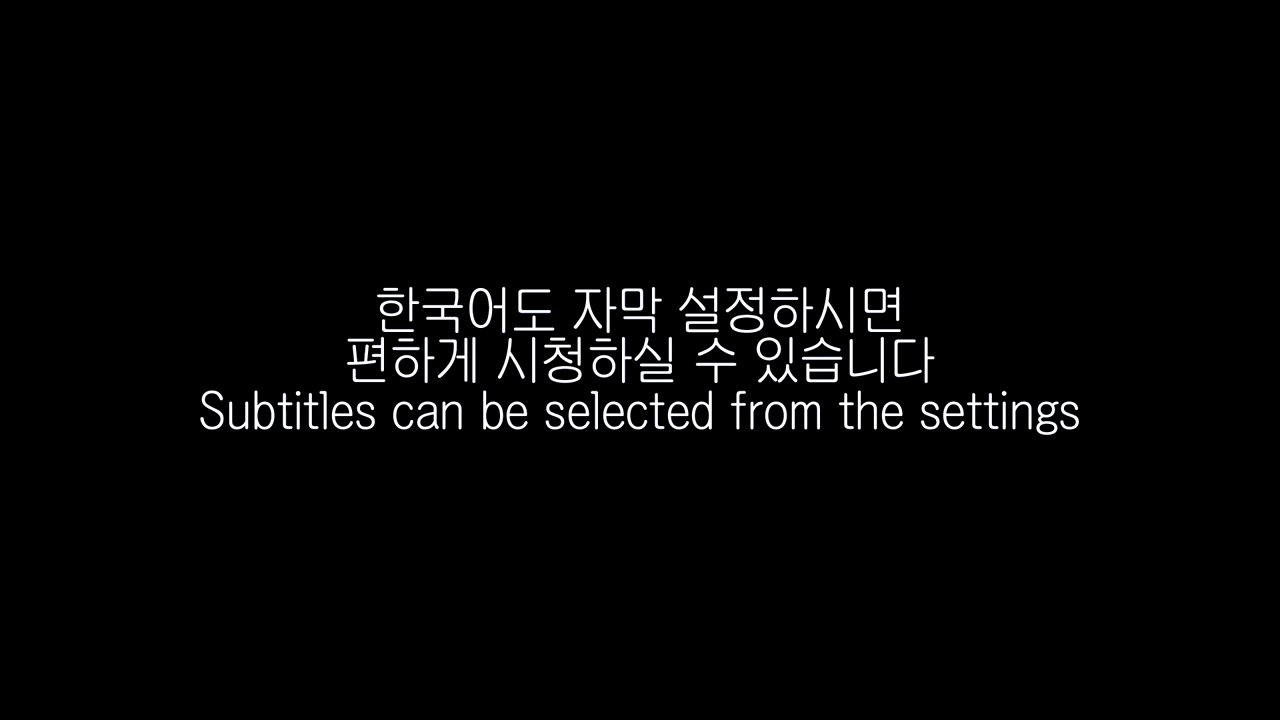 한국어도 자막 설정하시면
편하게 시청하실 수 있습니다
Subtitles can be selected from the settings